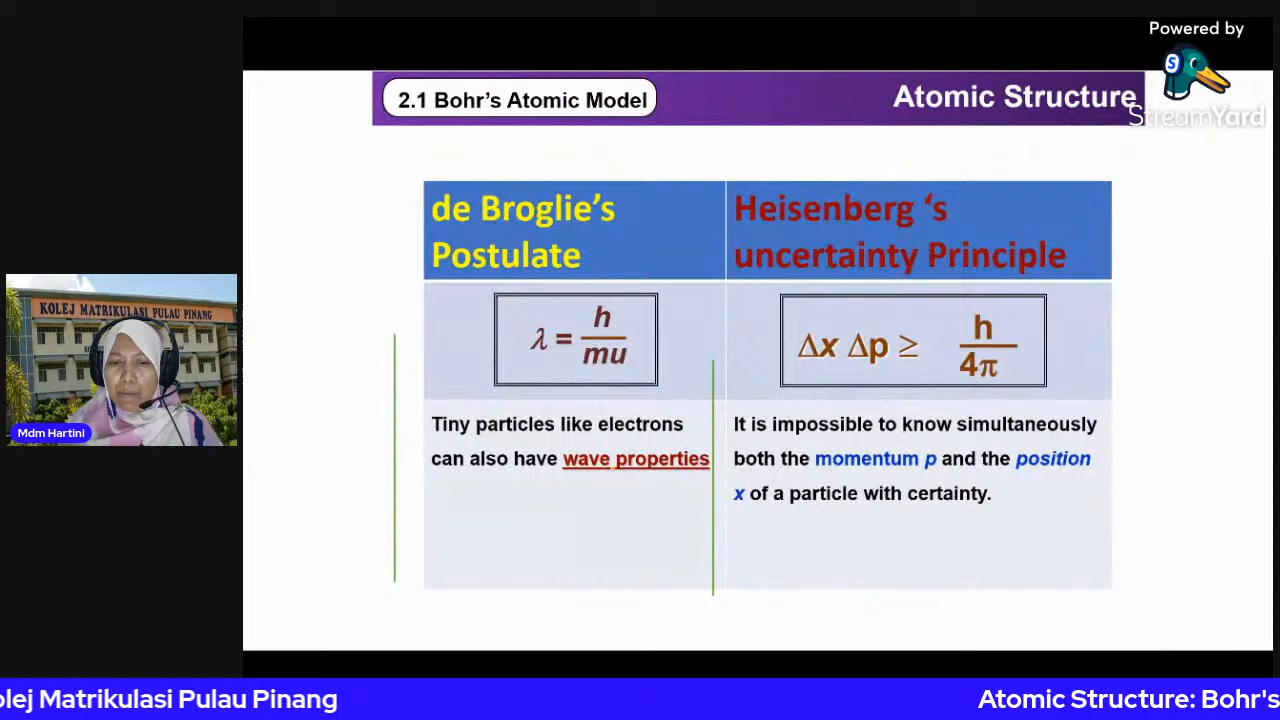 Powered by
S
StreamYard
2.1 Bohr’s Atomic Model
Atomic Structure
de Broglie’s
Postulate
Heisenberg ‘s
uncertainty Principle
λ = h/mu
Δx Δp ≥ h/4π
Tiny particles like electrons
can also have wave properties
It is impossible to know simultaneously
both the momentum p and the position
x of a particle with certainty.
KOLEJ MATRIKULASI PULAU PINANG
Mdm Hartini
olej Matrikulasi Pulau Pinang
Atomic Structure: Bohr's